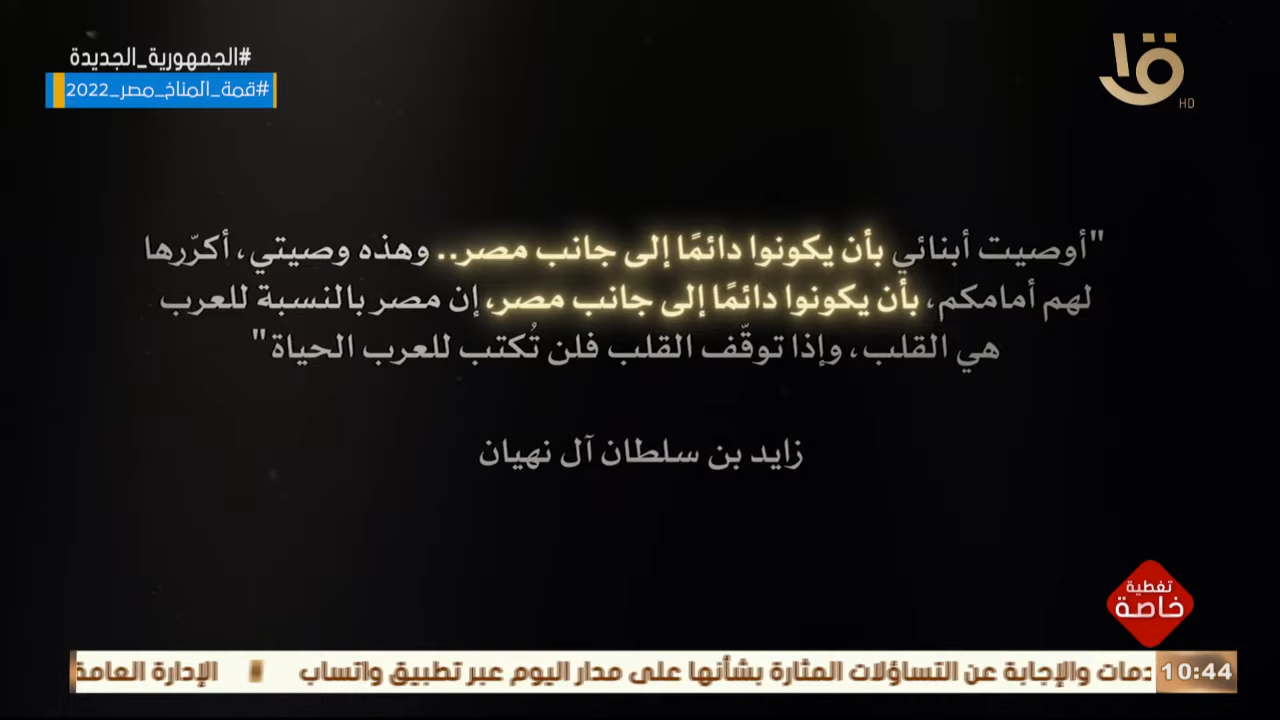 #الجمهورية_الجديدة
#قمة_المناخ_مصر_2022
HD
"أوصيت أبنائي بأن يكونوا دائمًا إلى جانب مصر.. وهذه وصيتي، أكرّرها
لهم أمامكم، بأن يكونوا دائمًا إلى جانب مصر، إن مصر بالنسبة للعرب
هي القلب، وإذا توقّف القلب فلن تُكتب للعرب الحياة"
زايد بن سلطان آل نهيان
تغطية
خاصة
10:44 دمات والإجابة عن التساؤلات المثارة بشأنها على مدار اليوم عبر تطبيق واتساب الإدارة العامة